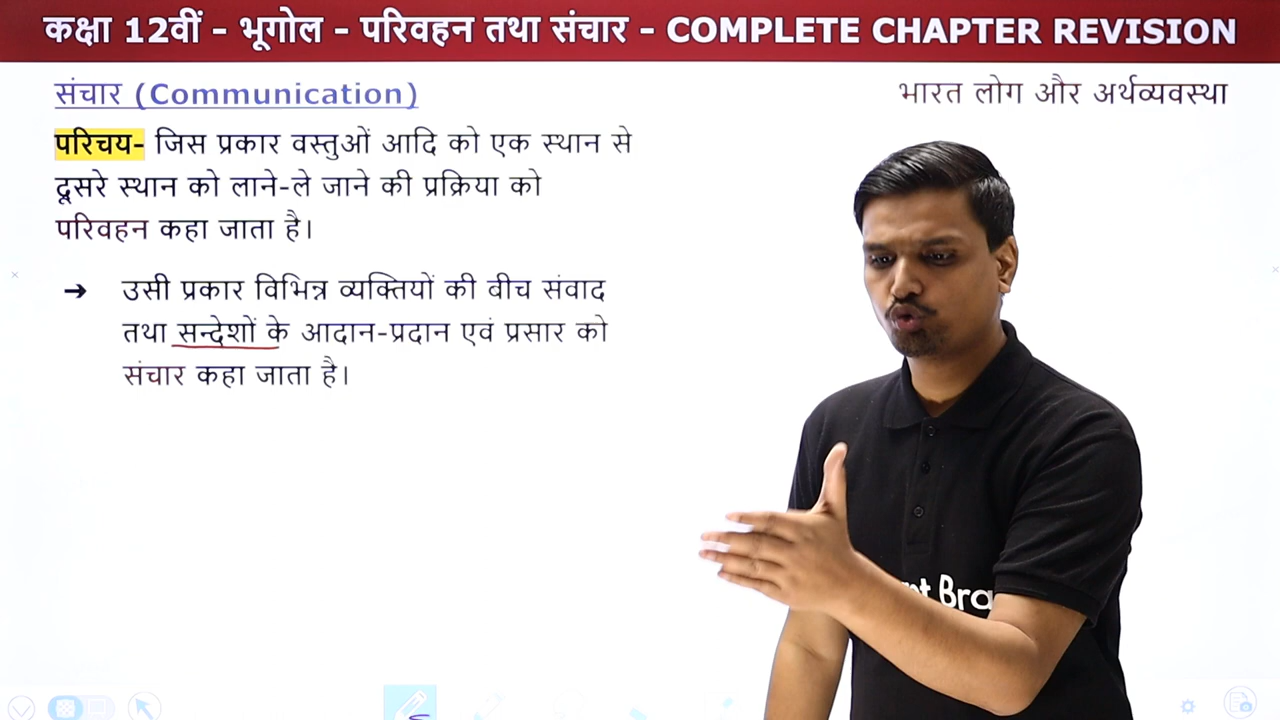 कक्षा 12वीं - भूगोल - परिवहन तथा संचार - COMPLETE CHAPTER REVISION
संचार (Communication)
भारत लोग और अर्थव्यवस्था
परिचय- जिस प्रकार वस्तुओं आदि को एक स्थान से
दूसरे स्थान को लाने-ले जाने की प्रक्रिया को
परिवहन कहा जाता है।
➔ उसी प्रकार विभिन्न व्यक्तियों की बीच संवाद
तथा सन्देशों के आदान-प्रदान एवं प्रसार को
संचार कहा जाता है।